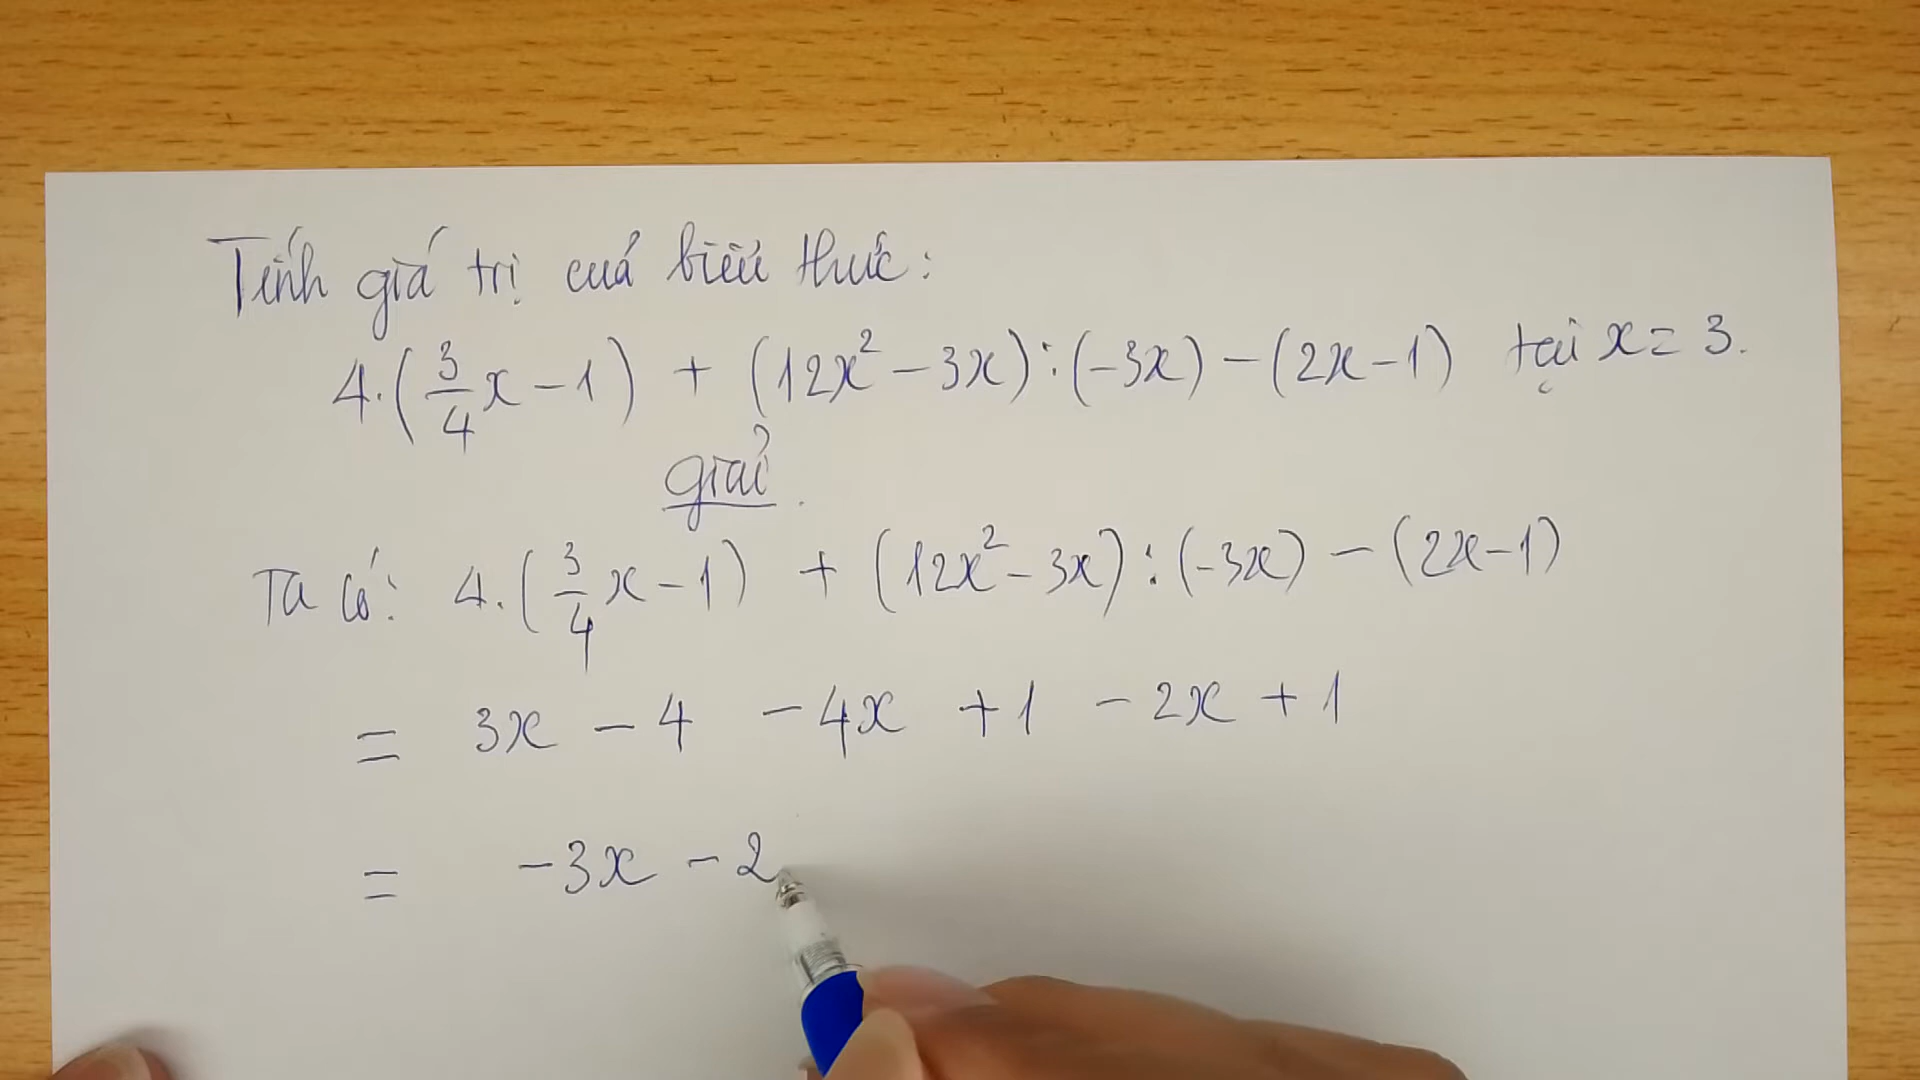 Tính giá trị cuả biểu thức:
4.(3/4x − 1) + (12x² − 3x) : (−3x) − (2x − 1) tại x = 3.
giải.
Ta có: 4.(3/4x − 1) + (12x² − 3x) : (−3x) − (2x − 1)
= 3x − 4 − 4x + 1 − 2x + 1
= −3x − 2